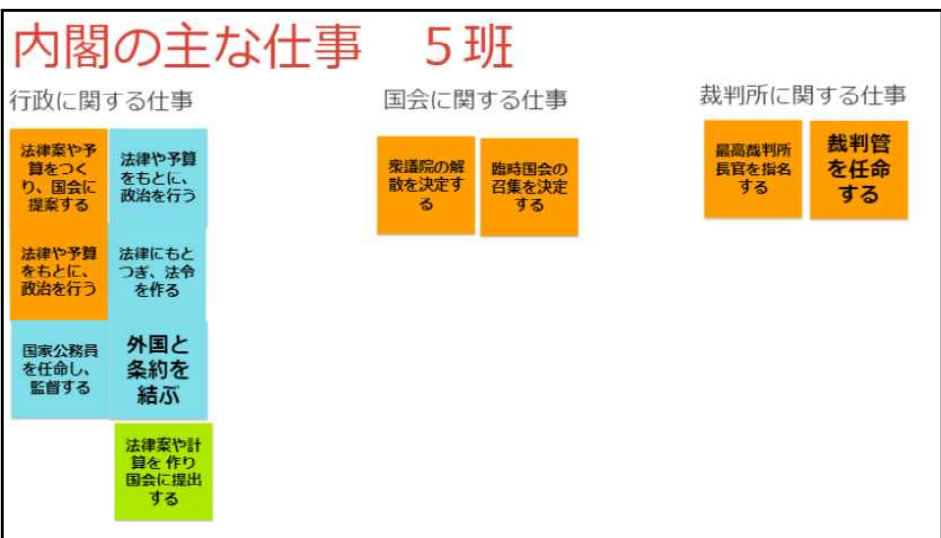 内閣の主な仕事　５班
行政に関する仕事
国会に関する仕事
裁判所に関する仕事
法律案や予
算をつく
り、国会に
提案する
法律や予算
をもとに、
政治を行う
衆議院の解
散を決定す
る
臨時国会の
召集を決定
する
最高裁判所
長官を指名
する
裁判管
を任命
する
法律や予算
をもとに、
政治を行う
法律にもと
つぎ、法令
を作る
国家公務員
を任命し、
監督する
外国と
条約を
結ぶ
法律案や計
算を 作り
国会に提出
する